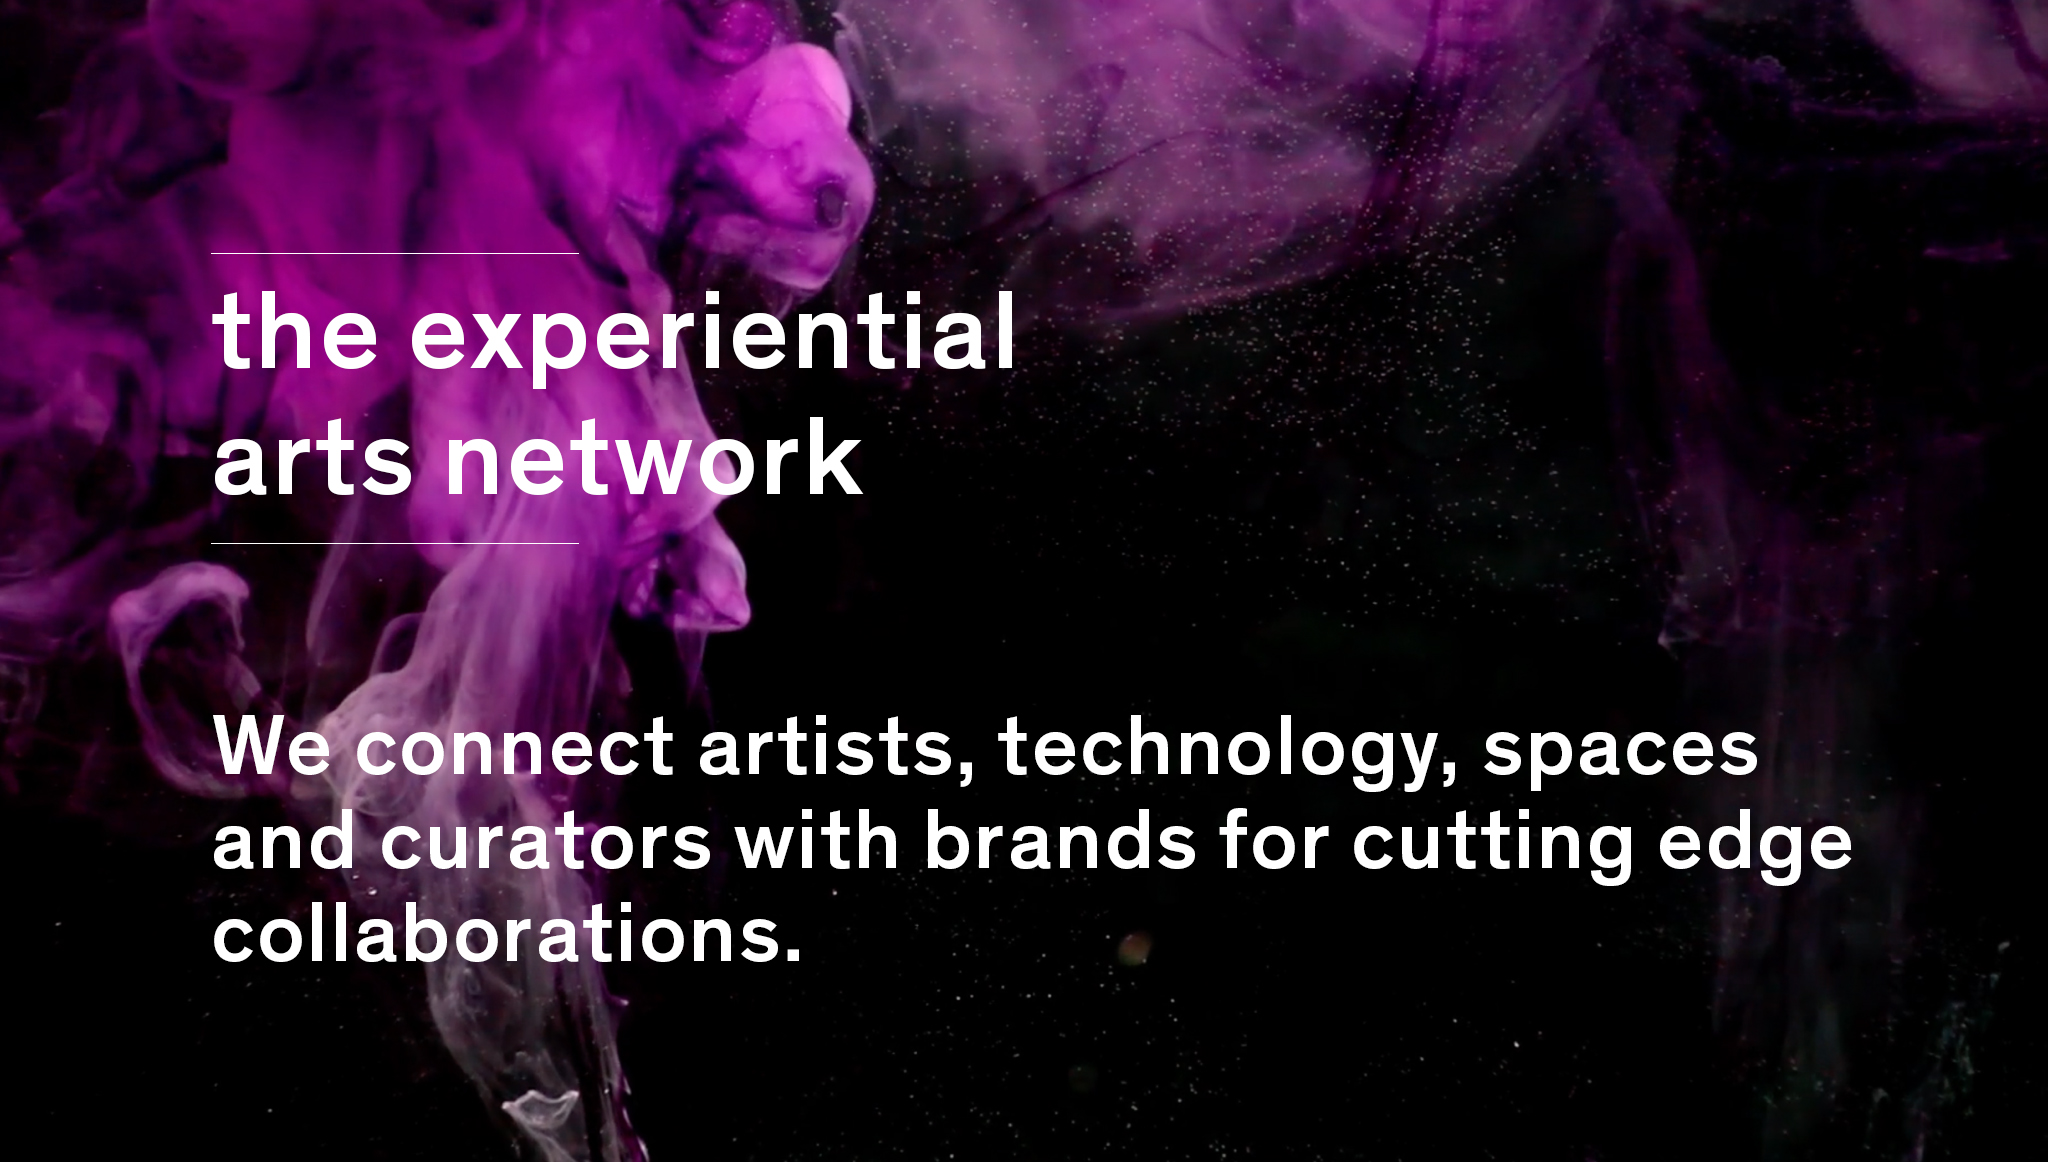 the experiential
arts network
We connect artists, technology, spaces
and curators with brands for cutting edge
collaborations.